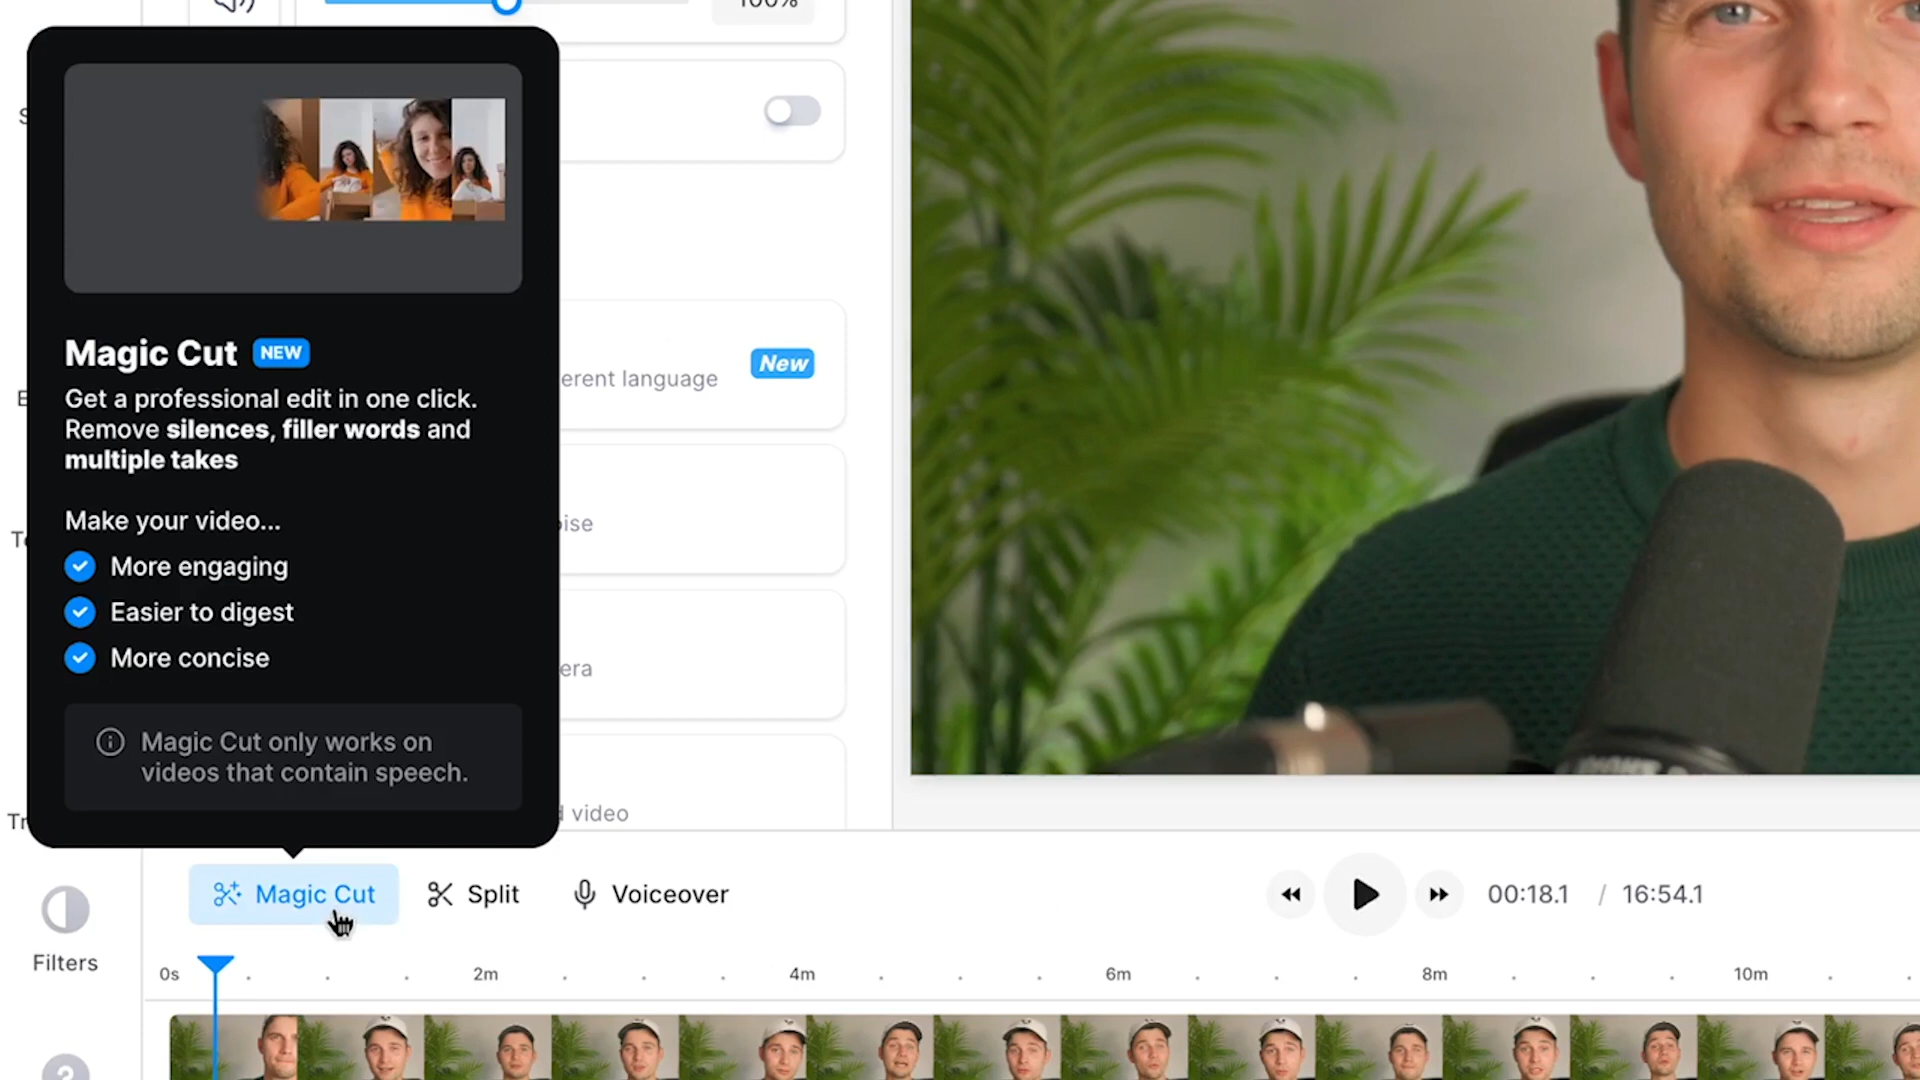 100%
Magic Cut NEW
Get a professional edit in one click.
Remove silences, filler words and
multiple takes
Make your video...
More engaging
Easier to digest
More concise
Magic Cut only works on
videos that contain speech.
New
erent language
ise
era
video
Magic Cut
Split
Voiceover
00:18.1 / 16:54.1
Filters
0s
2m
4m
6m
8m
10m